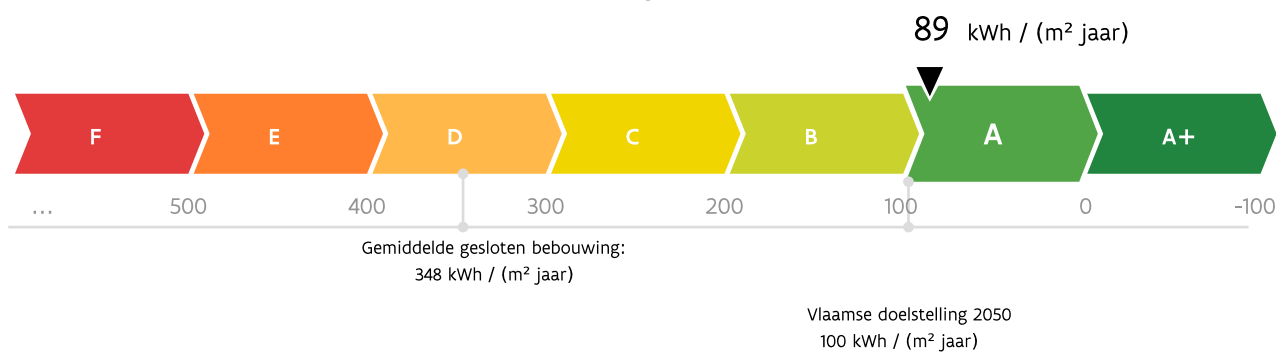 89 kWh / (m² jaar)
F E D C B A A+
... 500 400 300 200 100 0 -100
Gemiddelde gesloten bebouwing:
348 kWh / (m² jaar)
Vlaamse doelstelling 2050
100 kWh / (m² jaar)